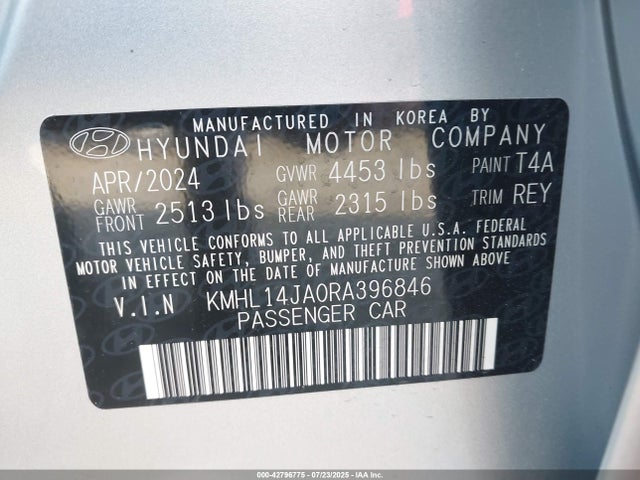 MANUFACTURED IN KOREA BY
HYUNDAI MOTOR COMPANY
APR/2024 GVWR 4453 lbs PAINT T4A
GAWR FRONT 2513 lbs GAWR REAR 2315 lbs TRIM REY
THIS VEHICLE CONFORMS TO ALL APPLICABLE U.S.A. FEDERAL
MOTOR VEHICLE SAFETY, BUMPER, AND THEFT PREVENTION STANDARDS
IN EFFECT ON THE DATE OF MANUFACTURE SHOWN ABOVE
V.I.N KMHL14JA0RA396846
PASSENGER CAR
000-42796775 - 07/23/2025 - IAA Inc.